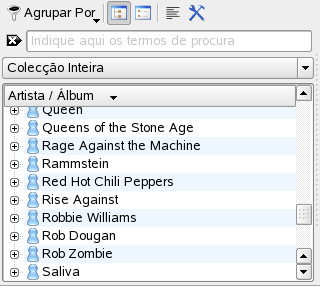 Agrupar Por
Indique aqui os termos de procura
Colecção Inteira
Artista / Álbum
Queen
Queens of the Stone Age
Rage Against the Machine
Rammstein
Red Hot Chili Peppers
Rise Against
Robbie Williams
Rob Dougan
Rob Zombie
Saliva